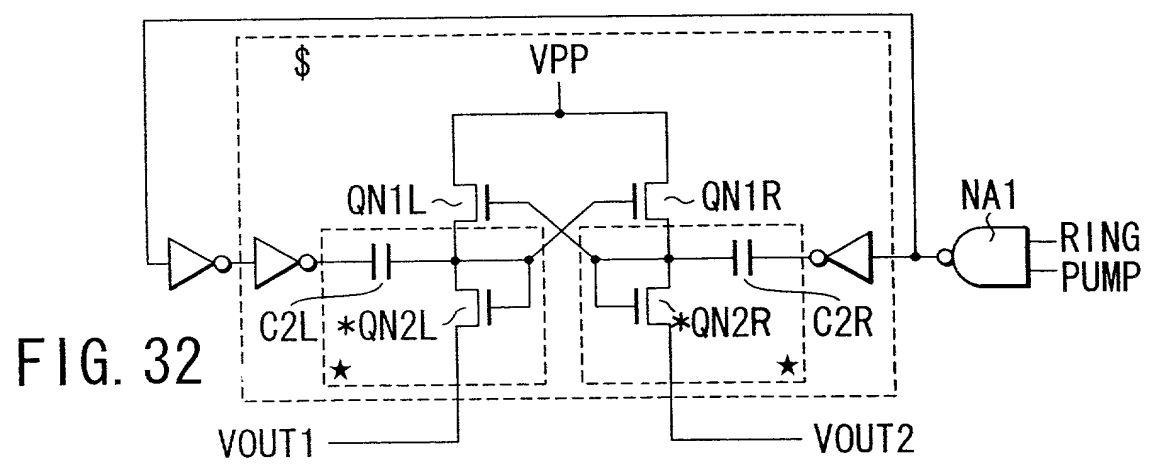 $
VPP
QN1L
QN1R
NA1
RING
PUMP
C2L
*QN2L
*QN2R
C2R
★
★
FIG. 32
VOUT1
VOUT2